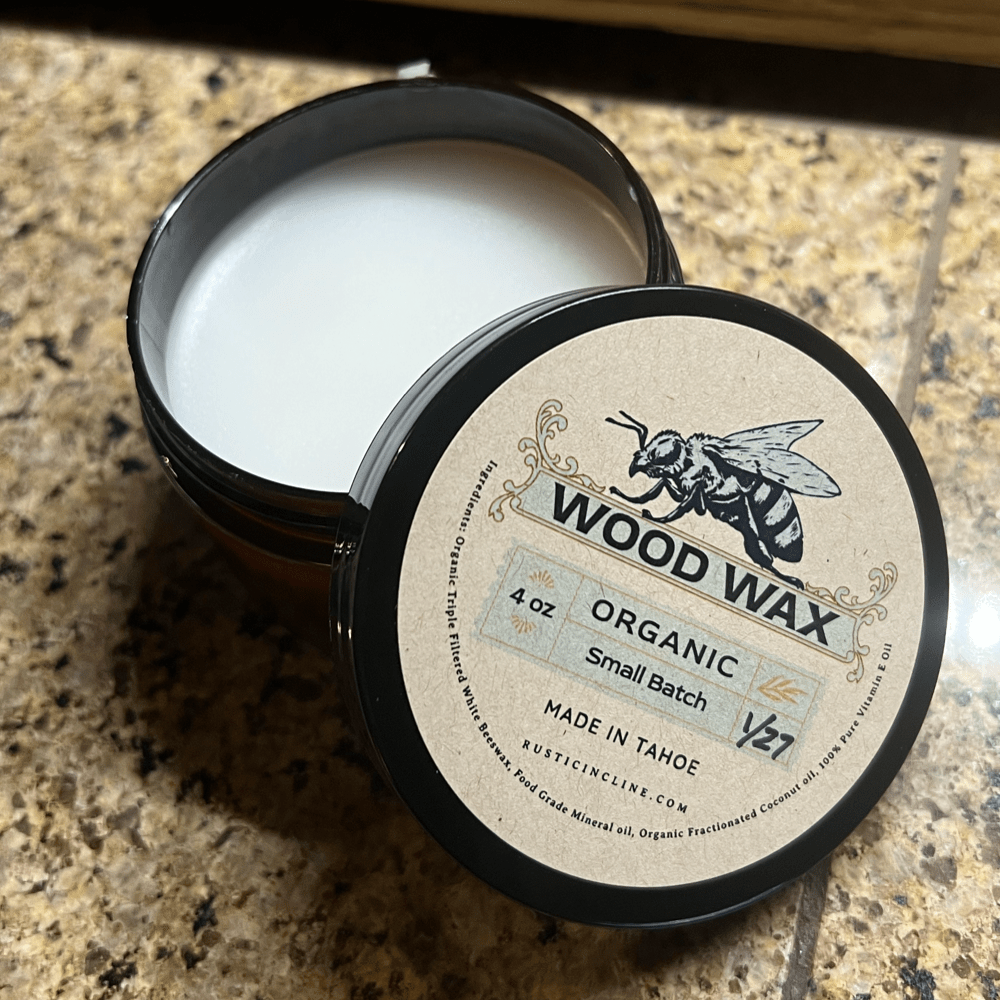 WOOD WAX
4 oz
ORGANIC
Small Batch
1/27
MADE IN TAHOE
RUSTICINCLINE.COM
Ingredients: Organic Triple Filtered White Beeswax, Food Grade Mineral oil, Organic Fractionated Coconut oil, 100% Pure Vitamin E Oil